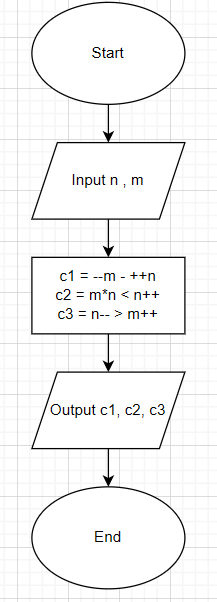 Start
Input n , m
c1 = --m - ++n
c2 = m*n < n++
c3 = n-- > m++
Output c1, c2, c3
End